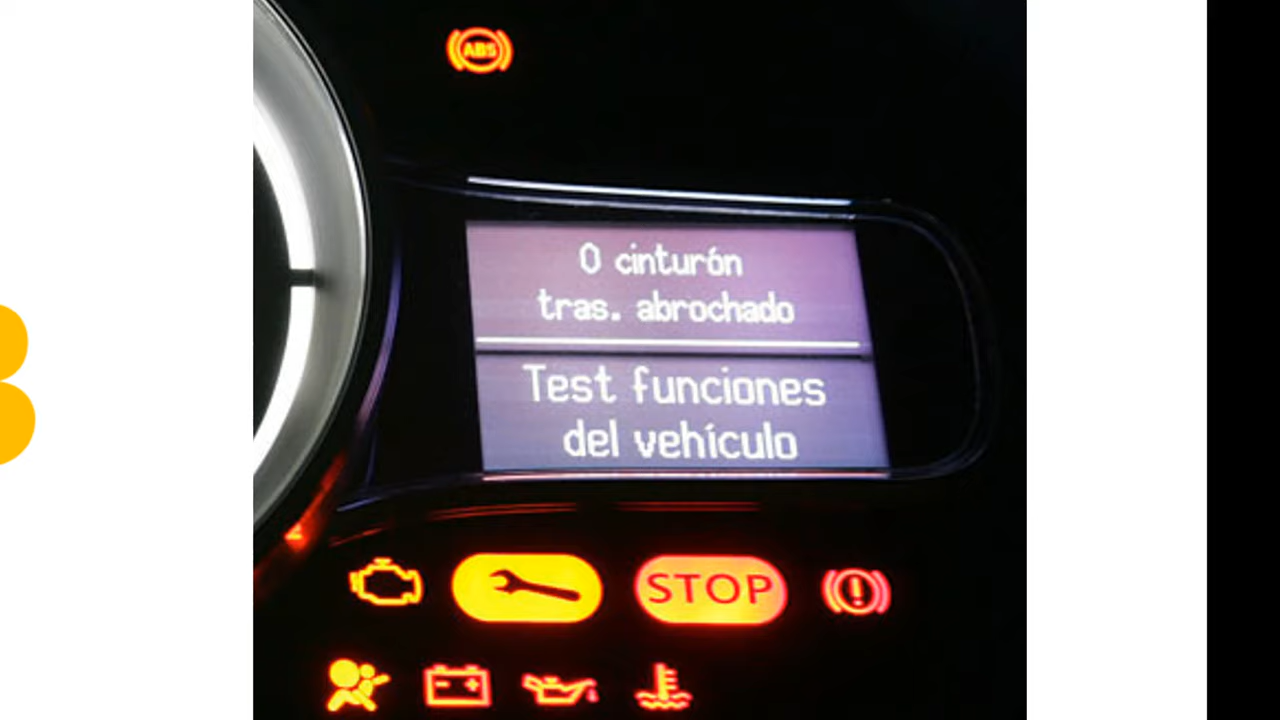 ABS
0 cinturón
tras. abrochado
Test funciones
del vehículo
STOP